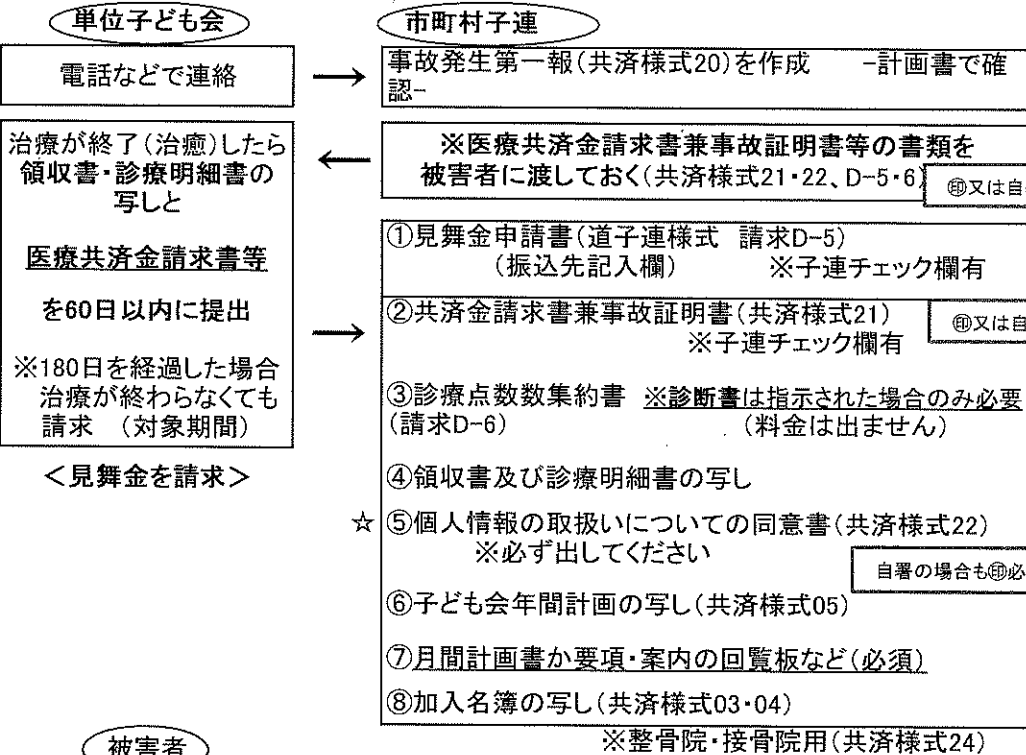 単位子ども会
市町村子連
電話などで連絡
→
事故発生第一報(共済様式20)を作成　-計画書で確
認-
治療が終了(治癒)したら
領収書・診療明細書の
写しと
医療共済金請求書等
を60日以内に提出
※180日を経過した場合
治療が終わらなくても
請求　(対象期間)
<見舞金を請求>
←
※医療共済金請求書兼事故証明書等の書類を
被害者に渡しておく(共済様式21・22、D-5・6)
㊞又は自
①見舞金申請書(道子連様式　請求D-5)
(振込先記入欄)　※子連チェック欄有
→
②共済金請求書兼事故証明書(共済様式21)
㊞又は自
※子連チェック欄有
③診療点数数集約書　※診断書は指示された場合のみ必要
(請求D-6)　(料金は出ません)
④領収書及び診療明細書の写し
☆⑤個人情報の取扱いについての同意書(共済様式22)
※必ず出してください
自署の場合も㊞必
⑥子ども会年間計画の写し(共済様式05)
⑦月間計画書か要項・案内の回覧板など(必須)
⑧加入名簿の写し(共済様式03・04)
※整骨院・接骨院用(共済様式24)
被害者